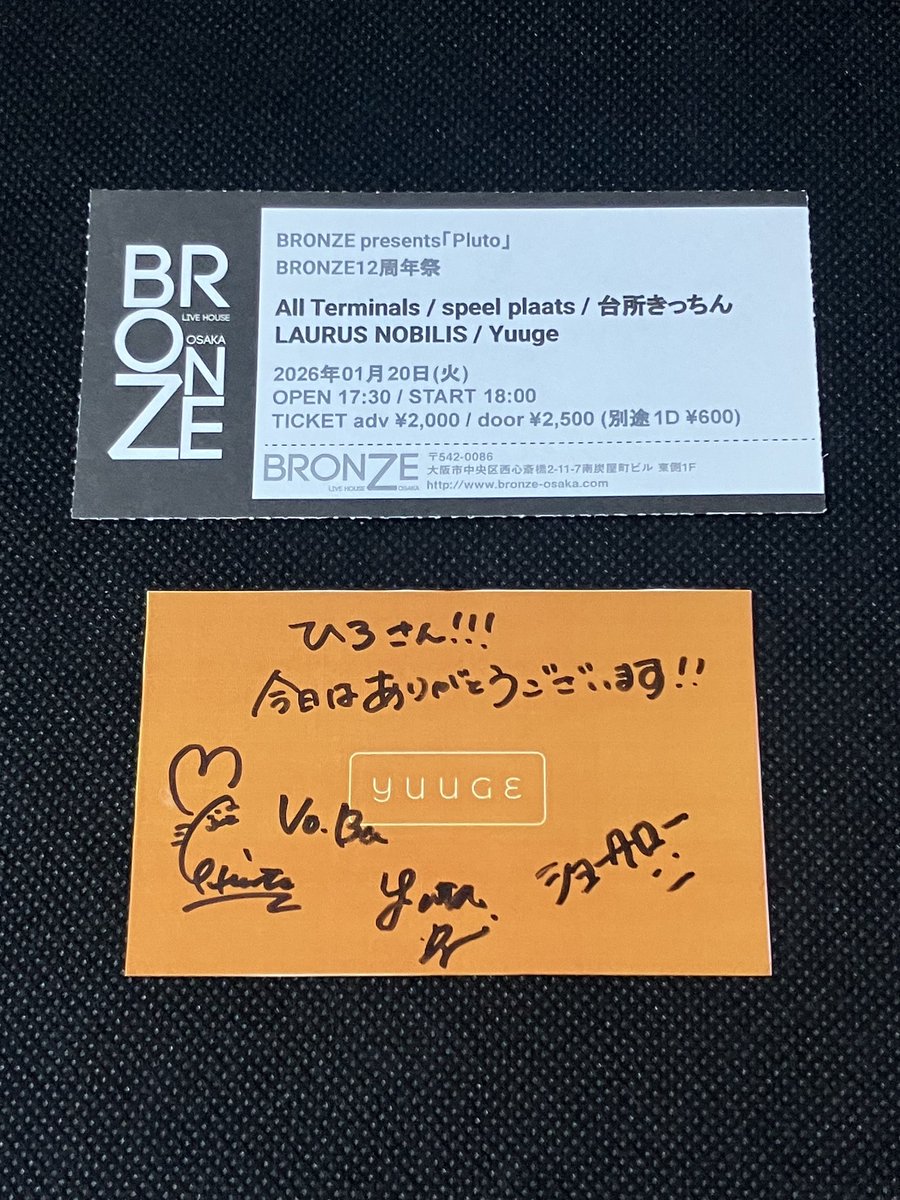 BRONZE
LIVE HOUSE
OSAKA
BRONZE presents「Pluto」
BRONZE12周年祭
All Terminals / speel plaats / 台所きっちん
LAURUS NOBILIS / Yuuge
2026年01月20日(火)
OPEN 17:30 / START 18:00
TICKET adv ¥2,000 / door ¥2,500 (別途1D ¥600)
BRONZE
LIVE HOUSE OSAKA
〒542-0086
大阪市中央区西心斎橋2-11-7南炭屋町ビル 東側1F
http://www.bronze-osaka.com
ひろさん!!!
今日はありがとうございます!!
YUUGE
Vo.Ba
ショータロー